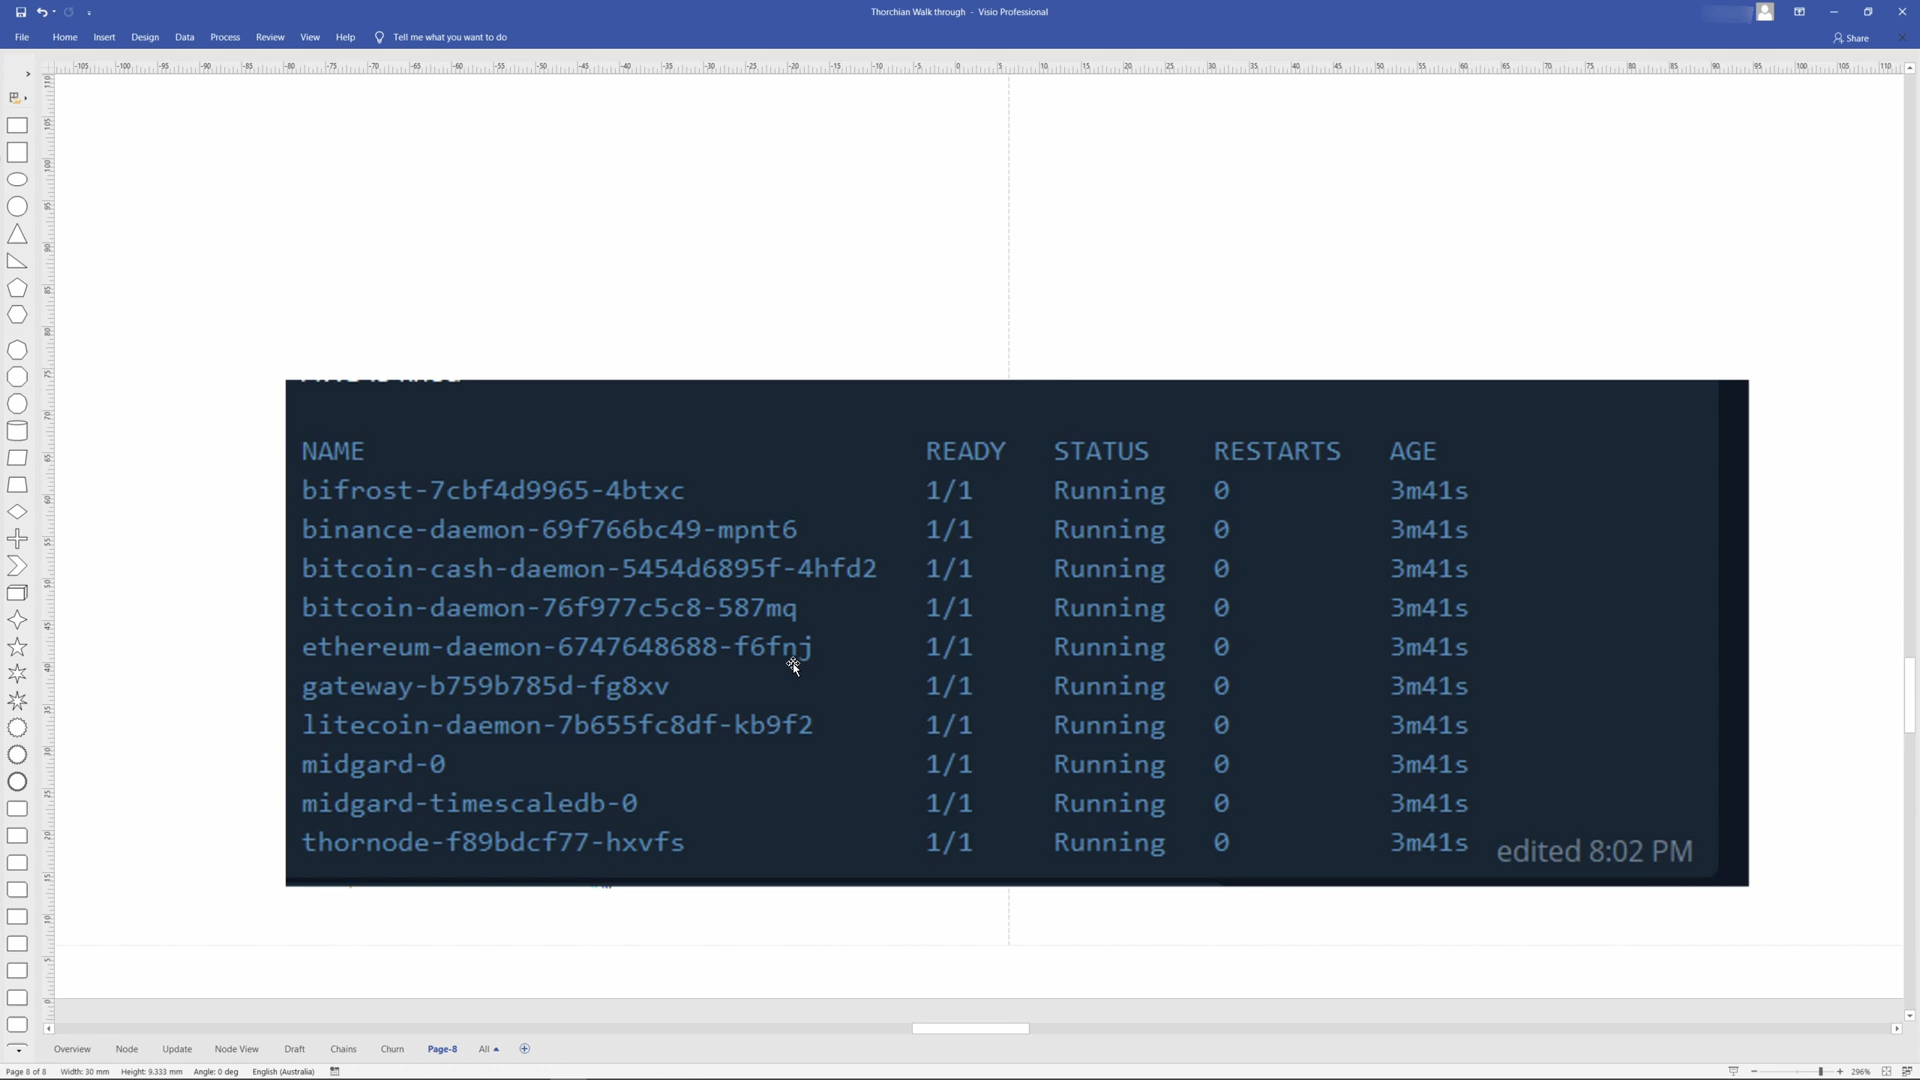 Thorchian Walk through - Visio Professional
File Home Insert Design Data Process Review View Help Tell me what you want to do
Share
NAME READY STATUS RESTARTS AGE
bifrost-7cbf4d9965-4btxc 1/1 Running 0 3m41s
binance-daemon-69f766bc49-mpnt6 1/1 Running 0 3m41s
bitcoin-cash-daemon-5454d6895f-4hfd2 1/1 Running 0 3m41s
bitcoin-daemon-76f977c5c8-587mq 1/1 Running 0 3m41s
ethereum-daemon-6747648688-f6fnj 1/1 Running 0 3m41s
gateway-b759b785d-fg8xv 1/1 Running 0 3m41s
litecoin-daemon-7b655fc8df-kb9f2 1/1 Running 0 3m41s
midgard-0 1/1 Running 0 3m41s
midgard-timescaledb-0 1/1 Running 0 3m41s
thornode-f89bdcf77-hxvfs 1/1 Running 0 3m41s
edited 8:02 PM
Overview Node Update Node View Draft Chains Churn Page-8 All
Page 8 of 8 Width: 30 mm Height: 9.333 mm Angle: 0 deg English (Australia) 296%